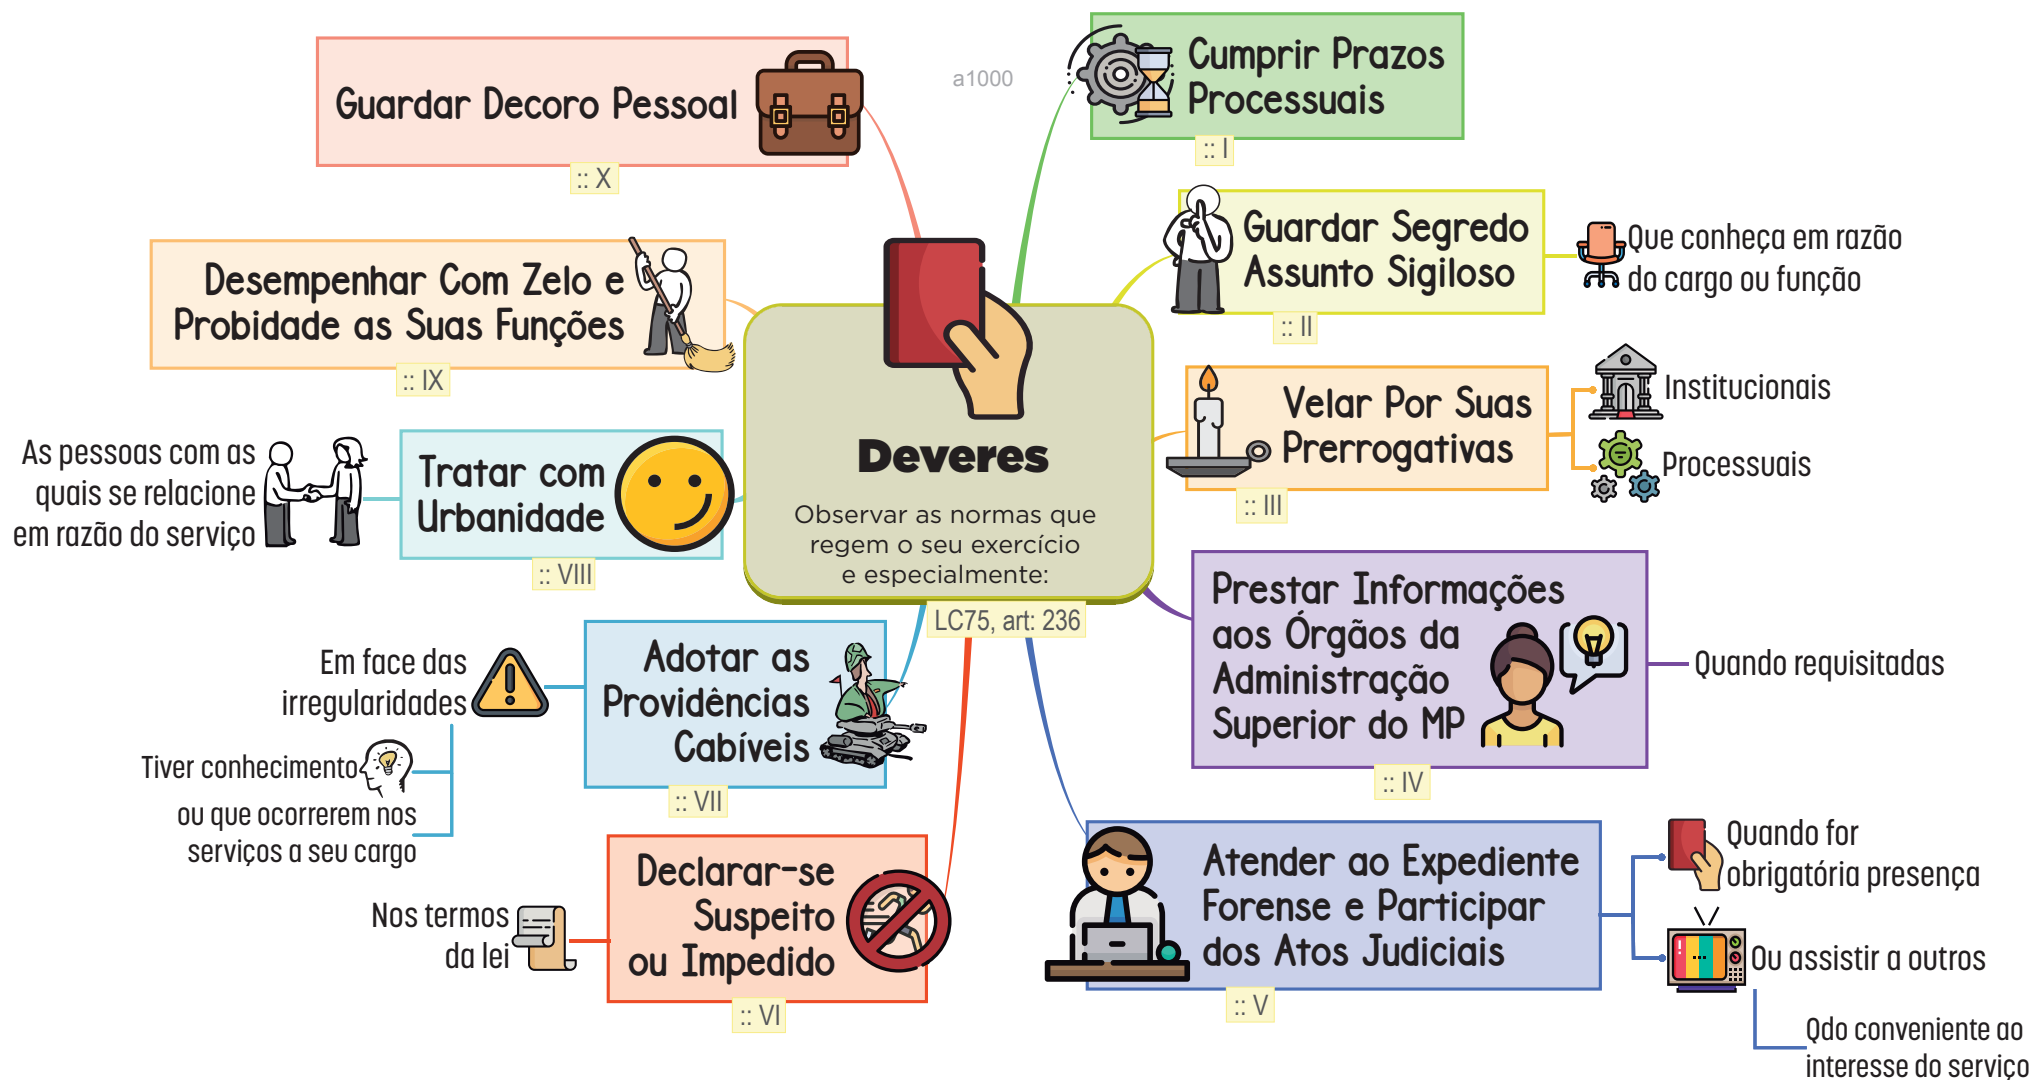 Deveres
Observar as normas que
regem o seu exercício
e especialmente:
LC75, art: 236
a1000
Cumprir Prazos
Processuais
:: I
Guardar Segredo
Assunto Sigiloso
:: II
Que conheça em razão
do cargo ou função
Velar Por Suas
Prerrogativas
:: III
Institucionais
Processuais
Prestar Informações
aos Órgãos da
Administração
Superior do MP
:: IV
Quando requisitadas
Atender ao Expediente
Forense e Participar
dos Atos Judiciais
:: V
Quando for
obrigatória presença
Ou assistir a outros
Qdo conveniente ao
interesse do serviço
Declarar-se
Suspeito
ou Impedido
:: VI
Nos termos
da lei
Adotar as
Providências
Cabíveis
:: VII
Em face das
irregularidades
Tiver conhecimento
ou que ocorrerem nos
serviços a seu cargo
Tratar com
Urbanidade
:: VIII
As pessoas com as
quais se relacione
em razão do serviço
Desempenhar Com Zelo e
Probidade as Suas Funções
:: IX
Guardar Decoro Pessoal
:: X